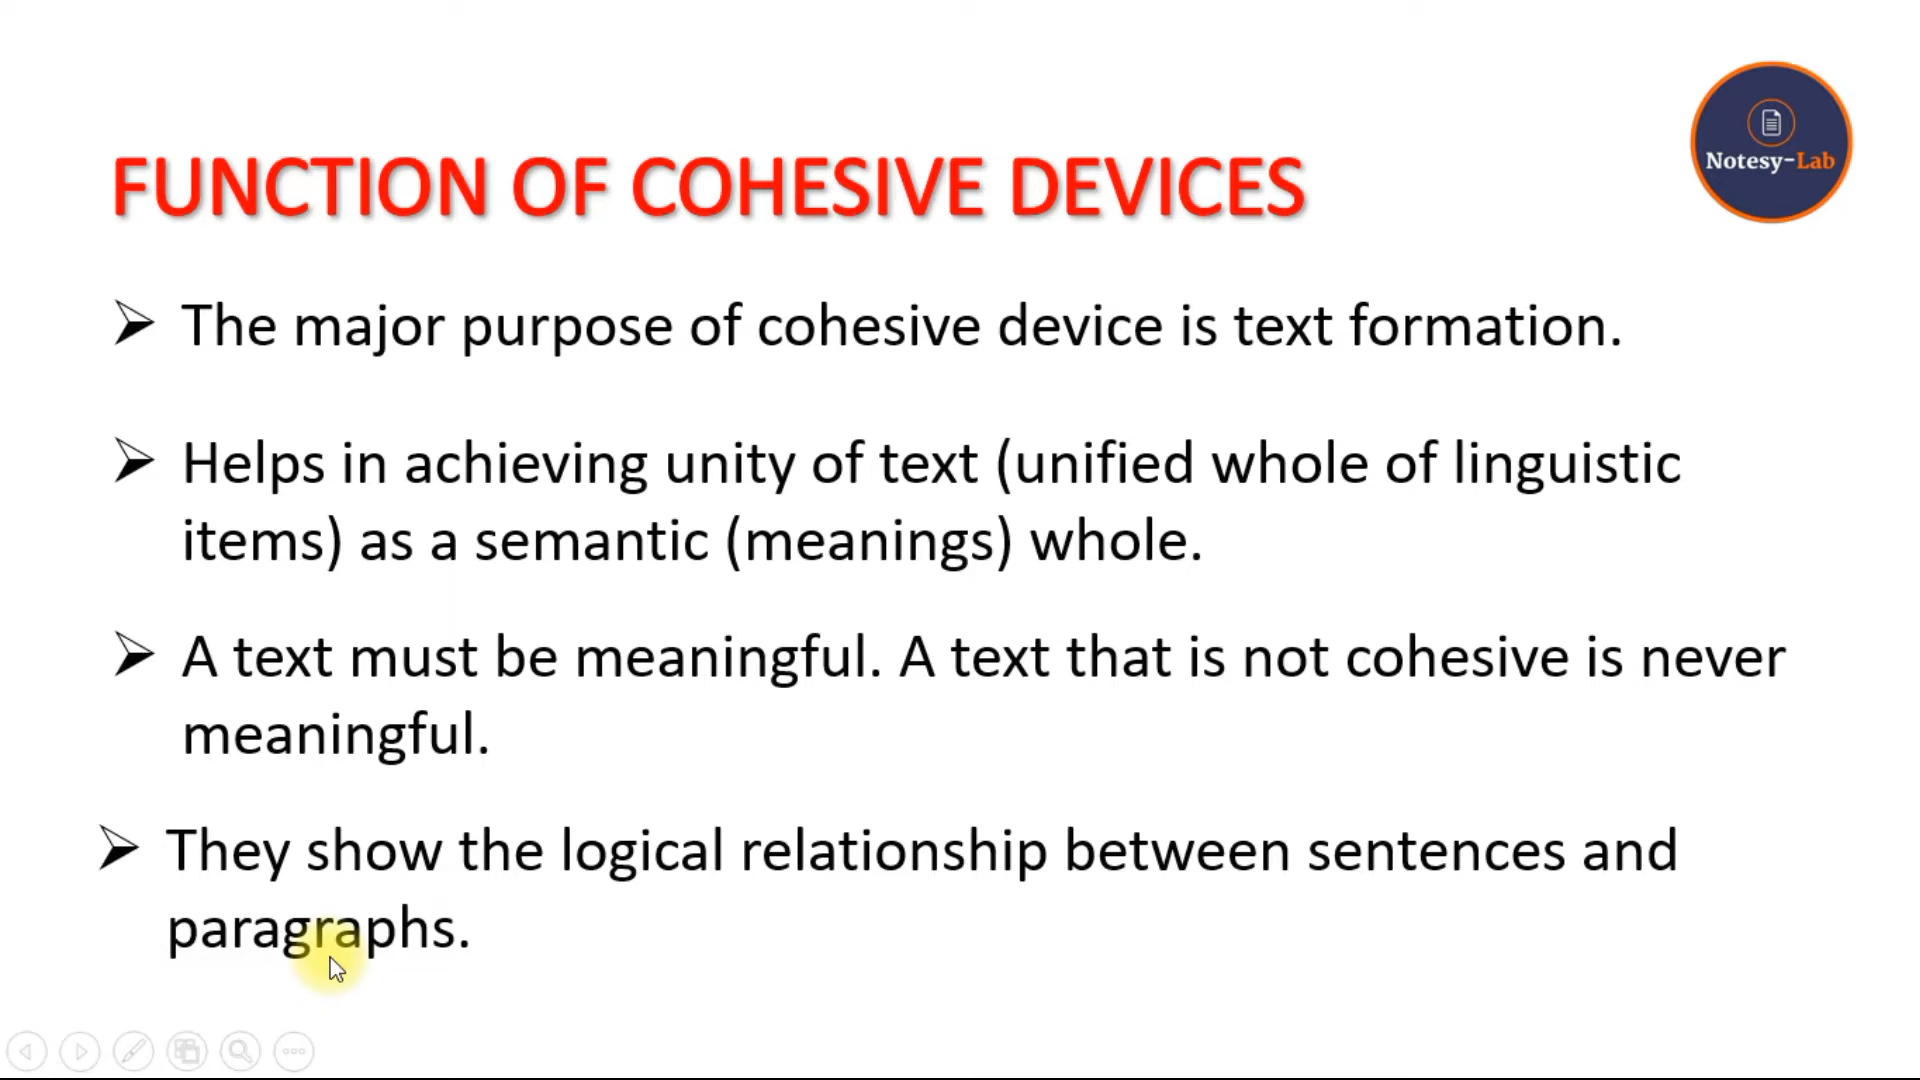 Notesy-Lab
FUNCTION OF COHESIVE DEVICES
➢ The major purpose of cohesive device is text formation.
➢ Helps in achieving unity of text (unified whole of linguistic
items) as a semantic (meanings) whole.
➢ A text must be meaningful. A text that is not cohesive is never
meaningful.
➢ They show the logical relationship between sentences and
paragraphs.